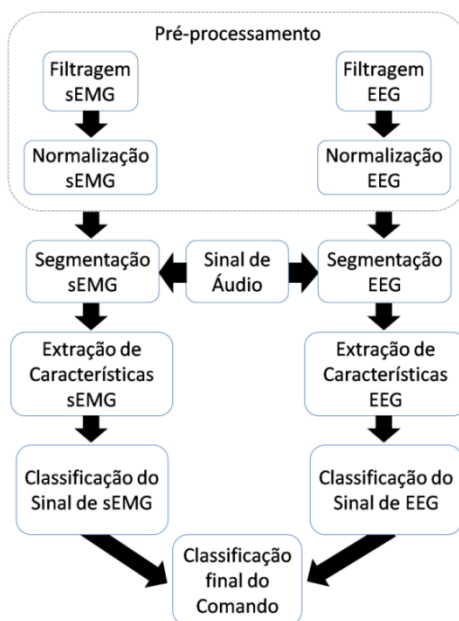 Pré-processamento
Filtragem
sEMG
Filtragem
EEG
Normalização
sEMG
Normalização
EEG
Segmentação
sEMG
Sinal de
Áudio
Segmentação
EEG
Extração de
Características
sEMG
Extração de
Características
EEG
Classificação do
Sinal de sEMG
Classificação do
Sinal de EEG
Classificação
final do
Comando